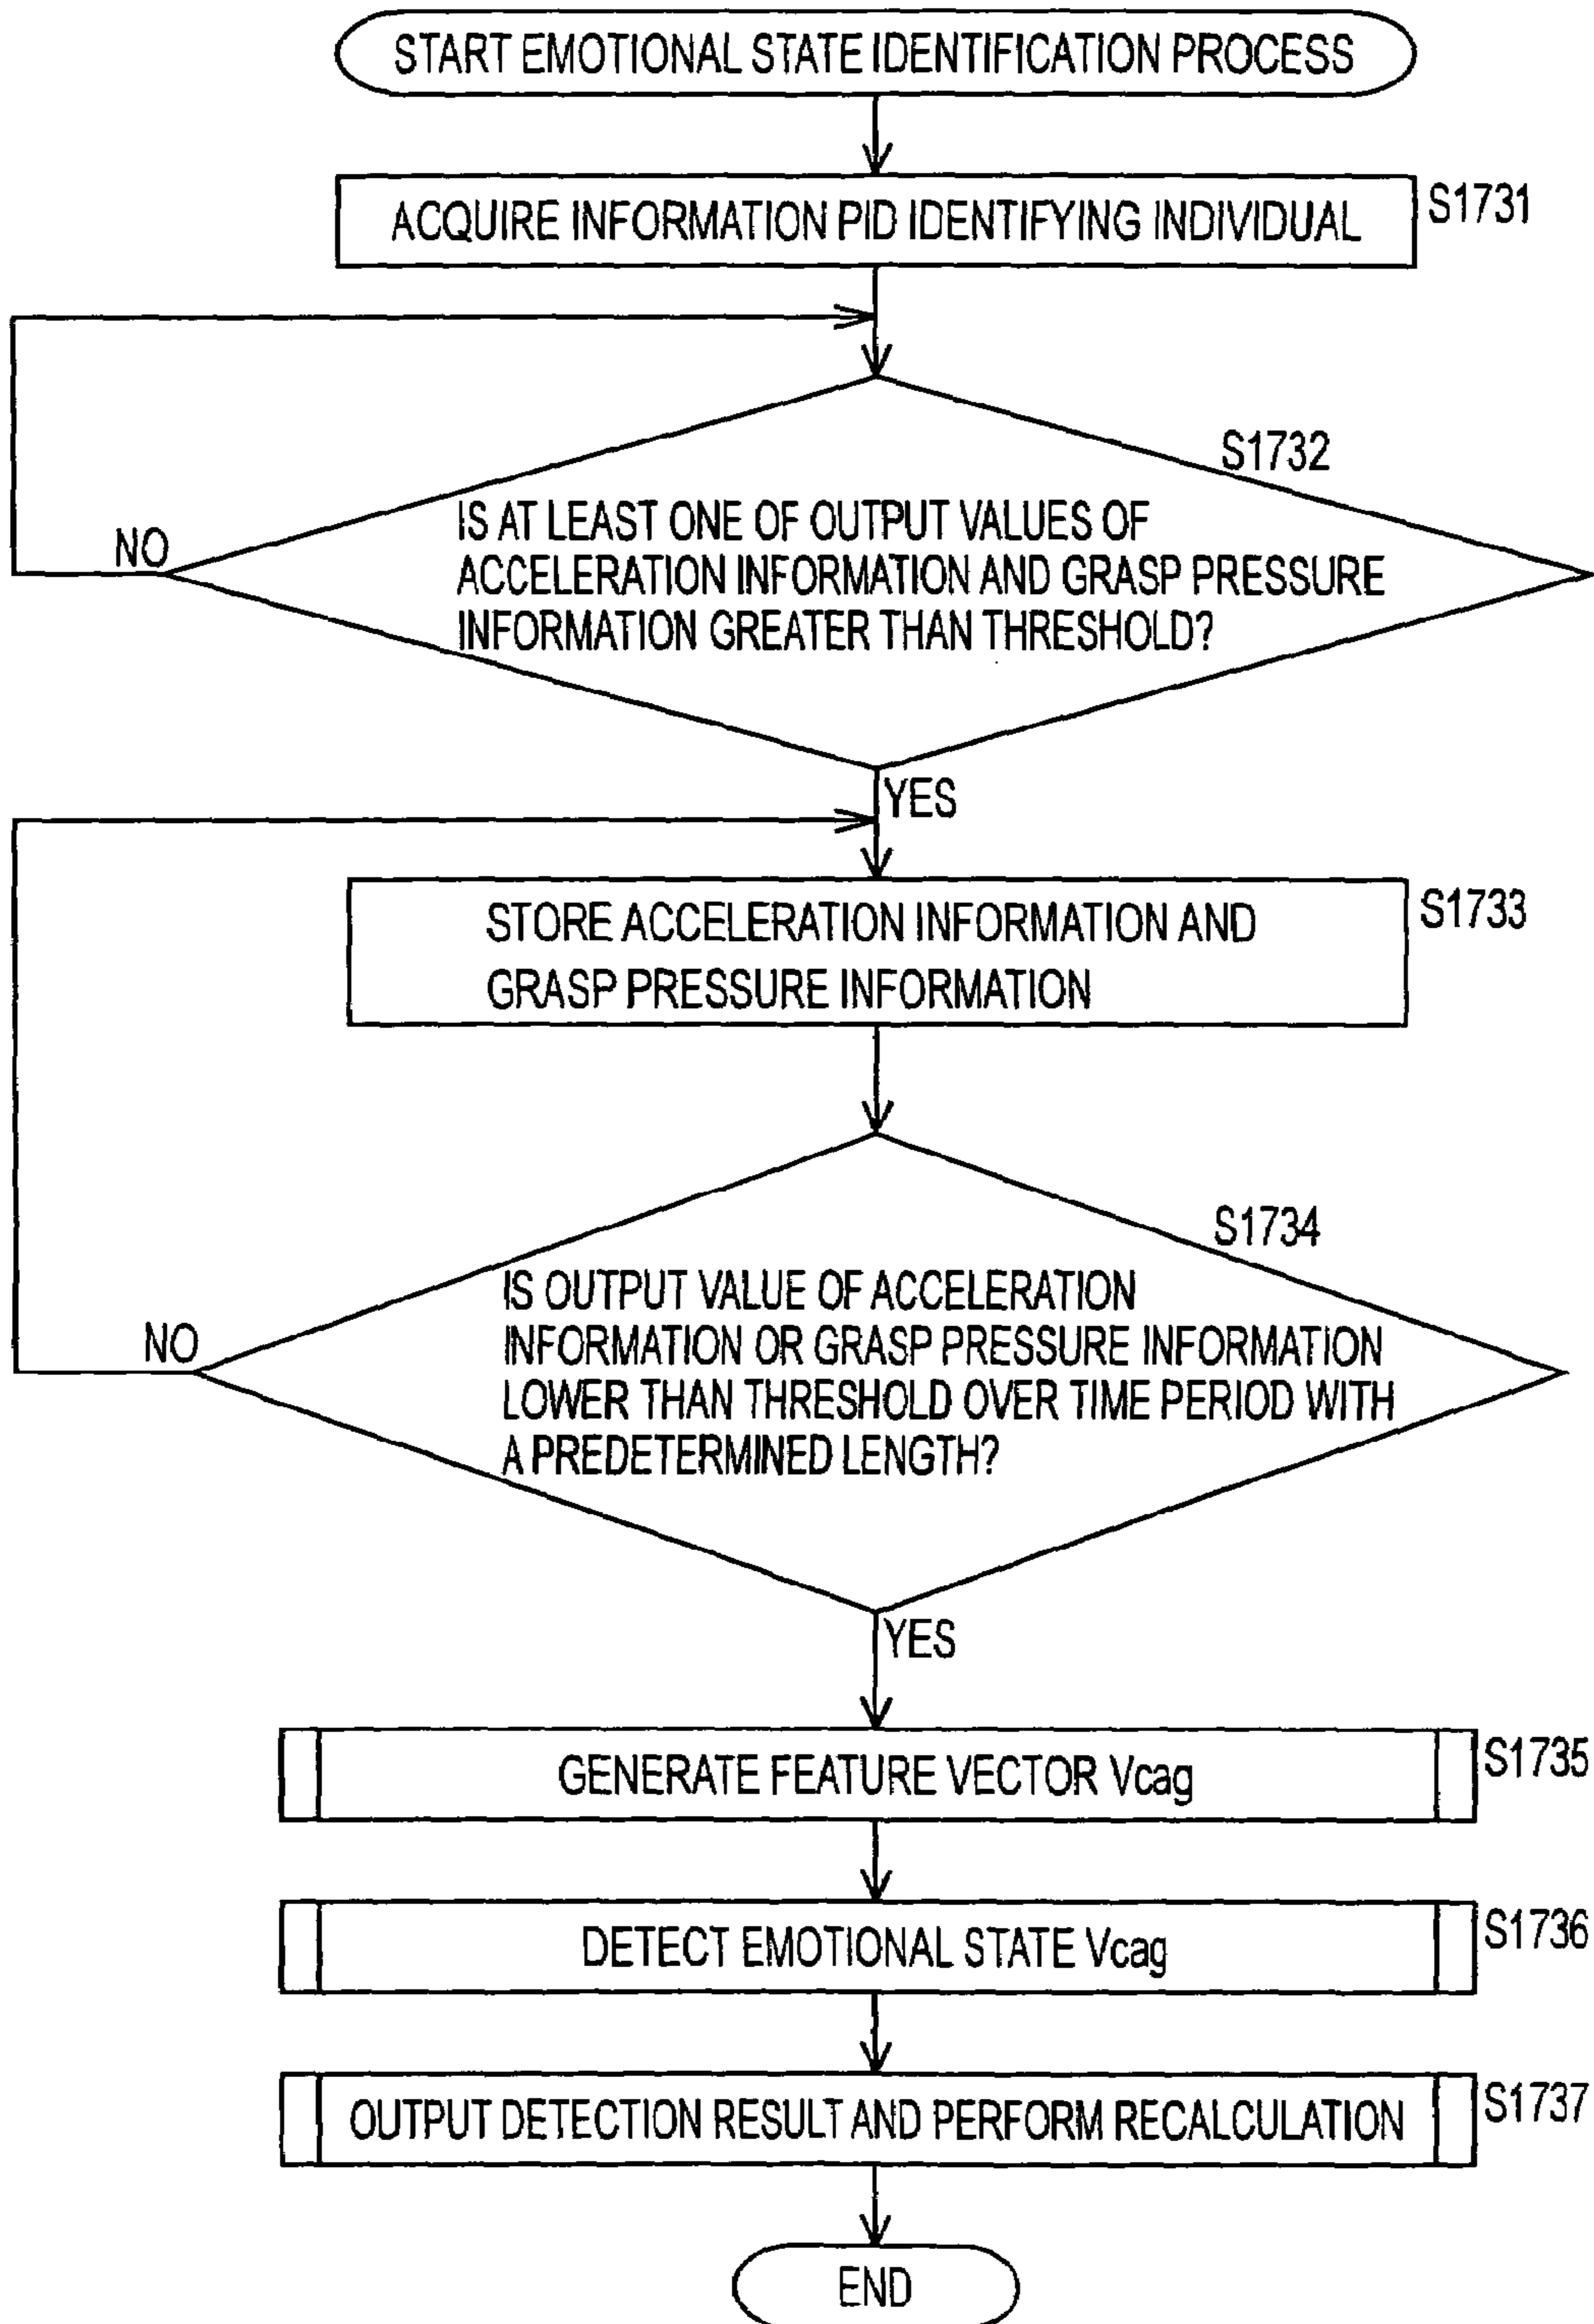 START EMOTIONAL STATE IDENTIFICATION PROCESS
ACQUIRE INFORMATION PID IDENTIFYING INDIVIDUAL
S1731
S1732
IS AT LEAST ONE OF OUTPUT VALUES OF
ACCELERATION INFORMATION AND GRASP PRESSURE
INFORMATION GREATER THAN THRESHOLD?
NO
YES
STORE ACCELERATION INFORMATION AND
GRASP PRESSURE INFORMATION
S1733
S1734
IS OUTPUT VALUE OF ACCELERATION
INFORMATION OR GRASP PRESSURE INFORMATION
LOWER THAN THRESHOLD OVER TIME PERIOD WITH
A PREDETERMINED LENGTH?
NO
YES
GENERATE FEATURE VECTOR Vcag
S1735
DETECT EMOTIONAL STATE Vcag
S1736
OUTPUT DETECTION RESULT AND PERFORM RECALCULATION
S1737
END